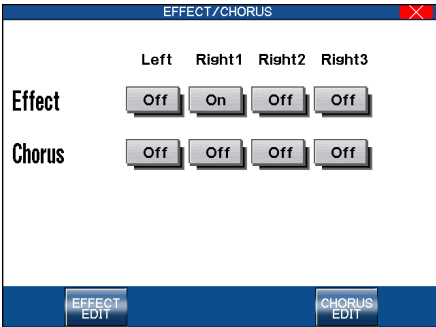 EFFECT/CHORUS
Left Right1 Right2 Right3
Effect Off On Off Off
Chorus Off Off Off Off
EFFECT EDIT
CHORUS EDIT